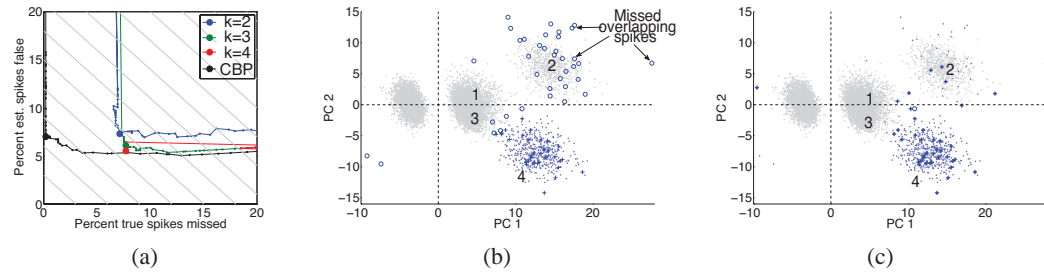 Percent est. spikes false
20
15
10
5
0
0
5
10
15
20
Percent true spikes missed
k=2
k=3
k=4
CBP
(a)
PC 2
15
10
5
0
−5
−10
−15
−10
0
10
20
PC 1
1
2
3
4
Missed
overlapping
spikes
(b)
PC 2
15
10
5
0
−5
−10
−15
−10
0
10
20
PC 1
1
2
3
4
(c)